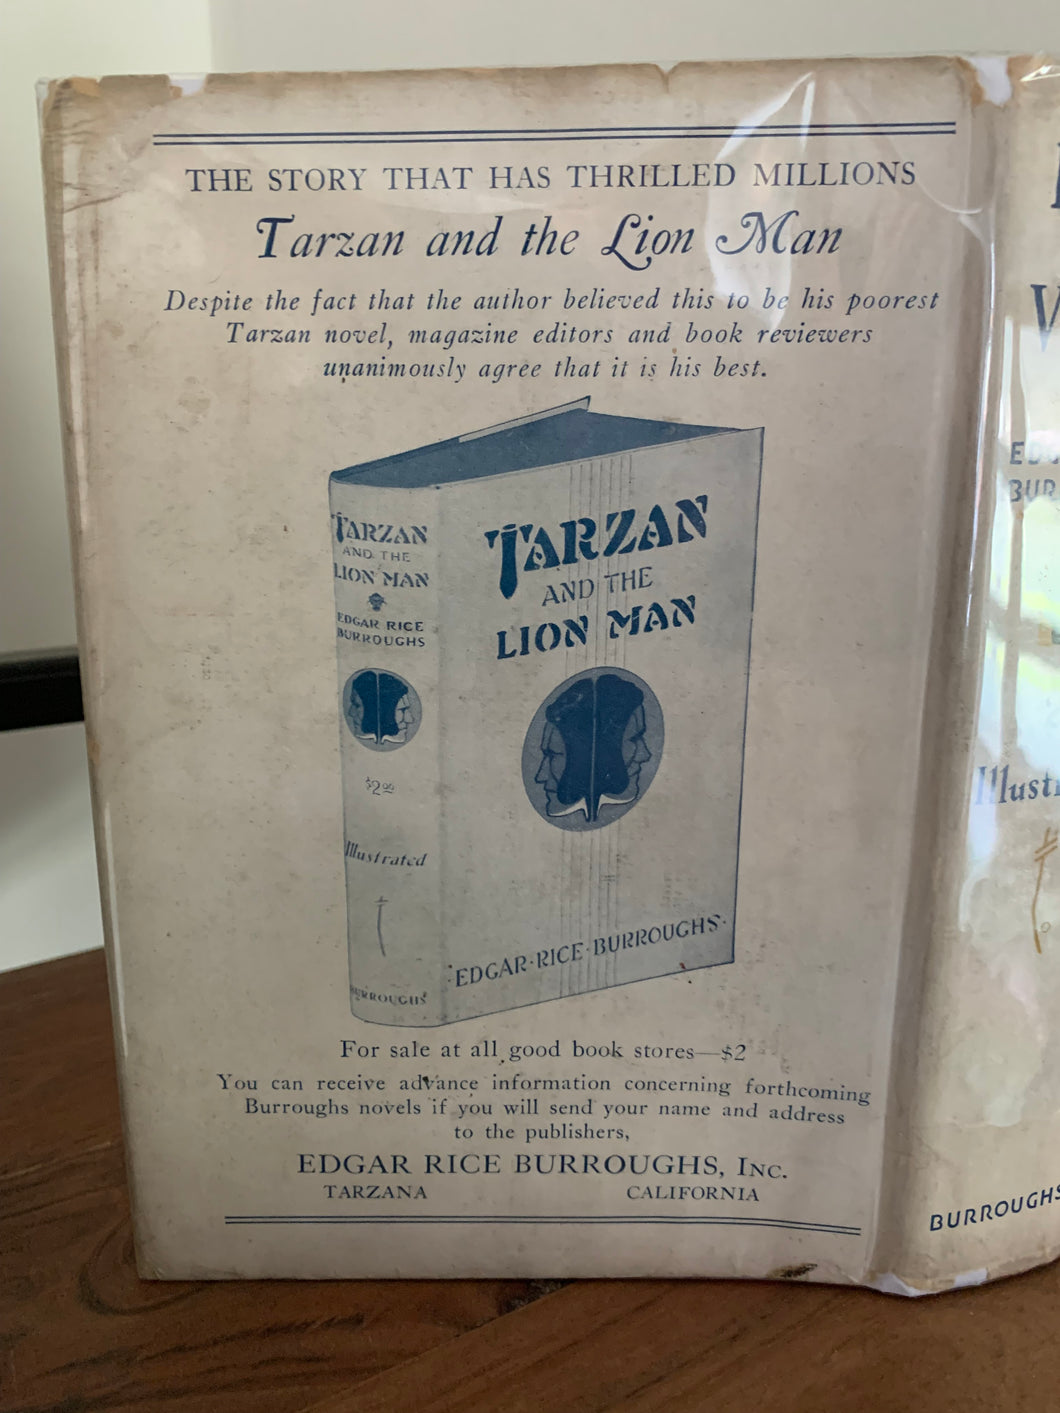 THE STORY THAT HAS THRILLED MILLIONS
Tarzan and the Lion Man
Despite the fact that the author believed this to be his poorest
Tarzan novel, magazine editors and book reviewers
unanimously agree that it is his best.
TARZAN
AND THE
LION MAN
EDGAR RICE
BURROUGHS
$2.00
Illustrated
BURROUGHS
TARZAN
AND THE
LION MAN
·EDGAR·RICE·BURROUGHS·
For sale at all good book stores—$2
You can receive advance information concerning forthcoming
Burroughs novels if you will send your name and address
to the publishers,
EDGAR RICE BURROUGHS, INC.
TARZANA CALIFORNIA
BURROUGHS